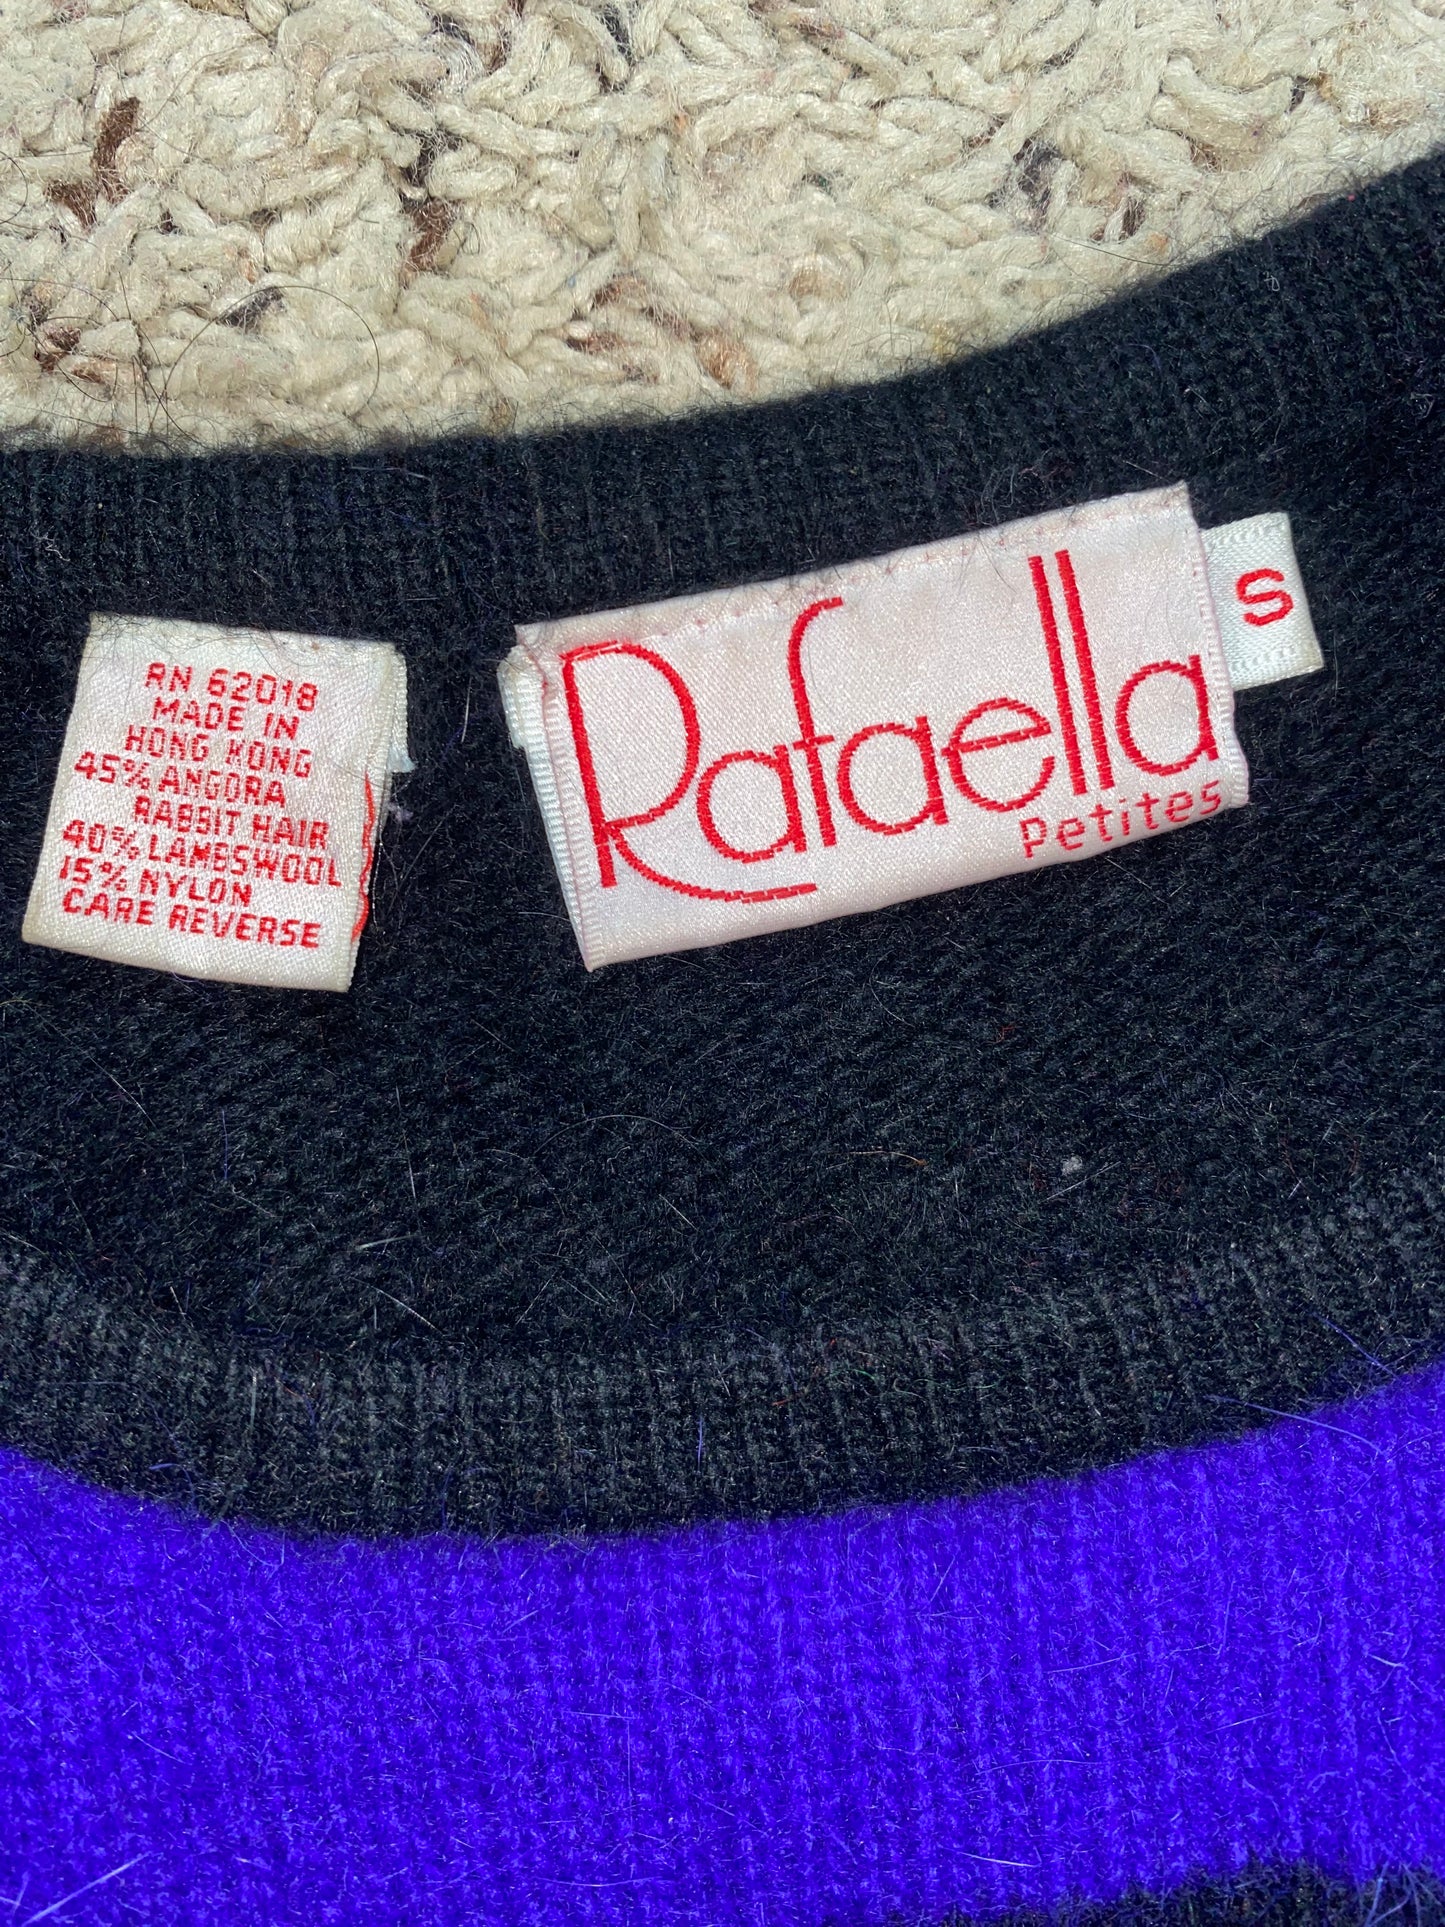 RN 62018
MADE IN
HONG KONG
45% ANGORA
RABBIT HAIR
40% LAMBSWOOL
15% NYLON
CARE REVERSE
Rafaella
Petites
S